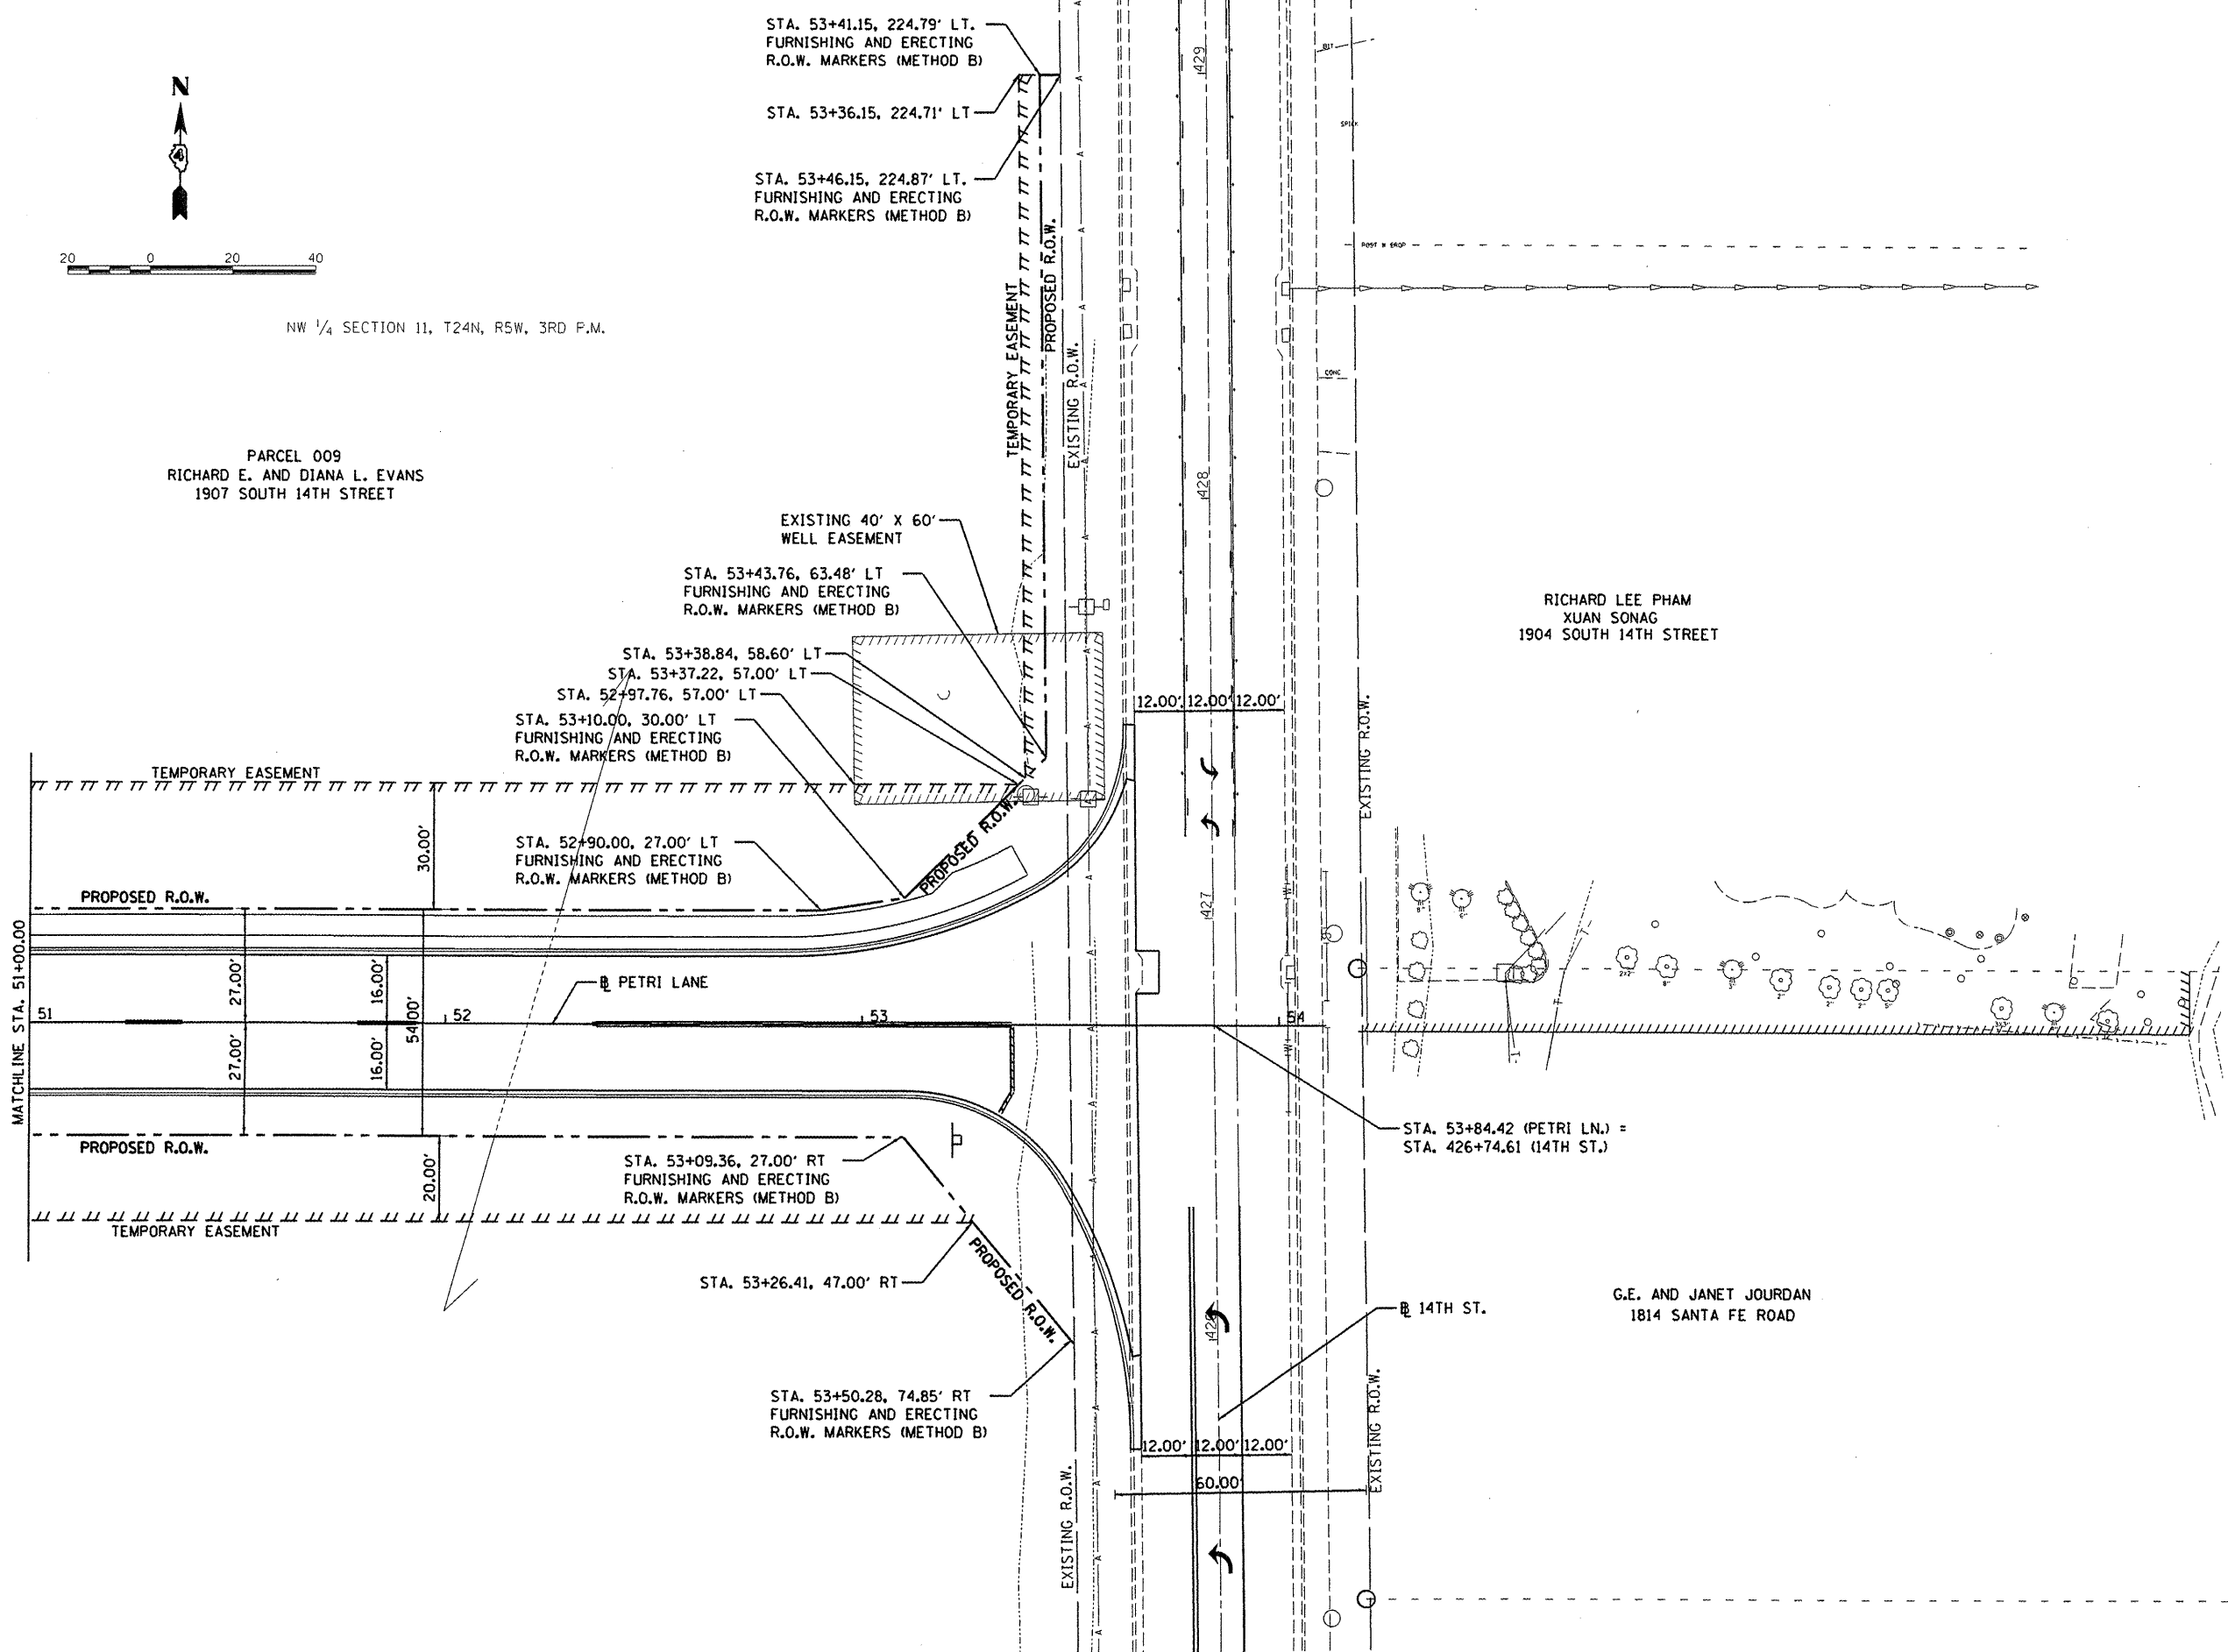 STA. 53+41.15, 224.79' LT.
FURNISHING AND ERECTING
R.O.W. MARKERS (METHOD B)
STA. 53+36.15, 224.71' LT
STA. 53+46.15, 224.87' LT.
FURNISHING AND ERECTING
R.O.W. MARKERS (METHOD B)
N
4
20 0 20 40
NW 1/4 SECTION 11, T24N, R5W, 3RD P.M.
PARCEL 009
RICHARD E. AND DIANA L. EVANS
1907 SOUTH 14TH STREET
TEMPORARY EASEMENT
PROPOSED R.O.W.
EXISTING R.O.W.
429
428
BIT
CONC
EXISTING 40' X 60'
WELL EASEMENT
STA. 53+43.76, 63.48' LT
FURNISHING AND ERECTING
R.O.W. MARKERS (METHOD B)
STA. 53+38.84, 58.60' LT
STA. 53+37.22, 57.00' LT
STA. 52+97.76, 57.00' LT
STA. 53+10.00, 30.00' LT
FURNISHING AND ERECTING
R.O.W. MARKERS (METHOD B)
STA. 52+90.00, 27.00' LT
FURNISHING AND ERECTING
R.O.W. MARKERS (METHOD B)
RICHARD LEE PHAM
XUAN SONAG
1904 SOUTH 14TH STREET
12.00' 12.00' 12.00'
EXISTING R.O.W.
TEMPORARY EASEMENT
30.00'
PROPOSED R.O.W.
PROPOSED R.O.W.
427
MATCHLINE STA. 51+00.00
27.00'
16.00'
54.00'
27.00'
16.00'
PETRI LANE
51 52 53 54
STA. 53+84.42 (PETRI LN.) =
STA. 426+74.61 (14TH ST.)
PROPOSED R.O.W.
20.00'
TEMPORARY EASEMENT
STA. 53+09.36, 27.00' RT
FURNISHING AND ERECTING
R.O.W. MARKERS (METHOD B)
STA. 53+26.41, 47.00' RT
PROPOSED R.O.W.
STA. 53+50.28, 74.85' RT
FURNISHING AND ERECTING
R.O.W. MARKERS (METHOD B)
426
14TH ST.
G.E. AND JANET JOURDAN
1814 SANTA FE ROAD
12.00' 12.00' 12.00'
60.00'
EXISTING R.O.W.
EXISTING R.O.W.